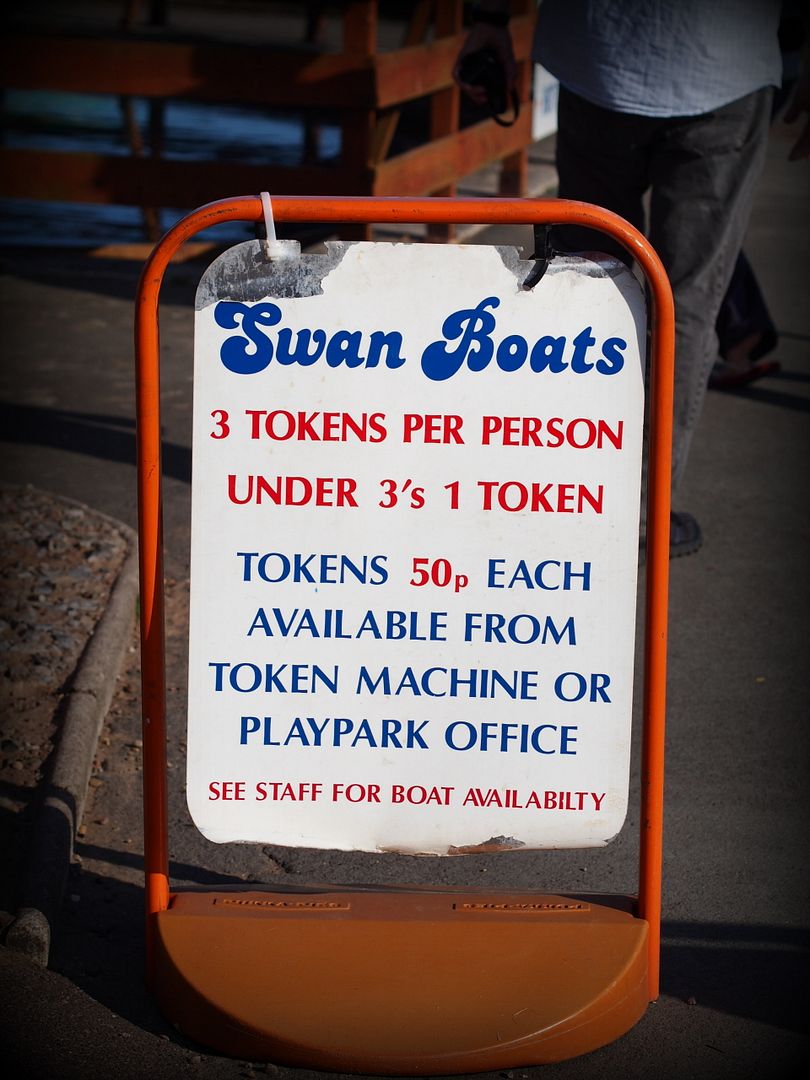 Swan Boats
3 TOKENS PER PERSON
UNDER 3's 1 TOKEN
TOKENS 50p EACH
AVAILABLE FROM
TOKEN MACHINE OR
PLAYPARK OFFICE
SEE STAFF FOR BOAT AVAILABILTY